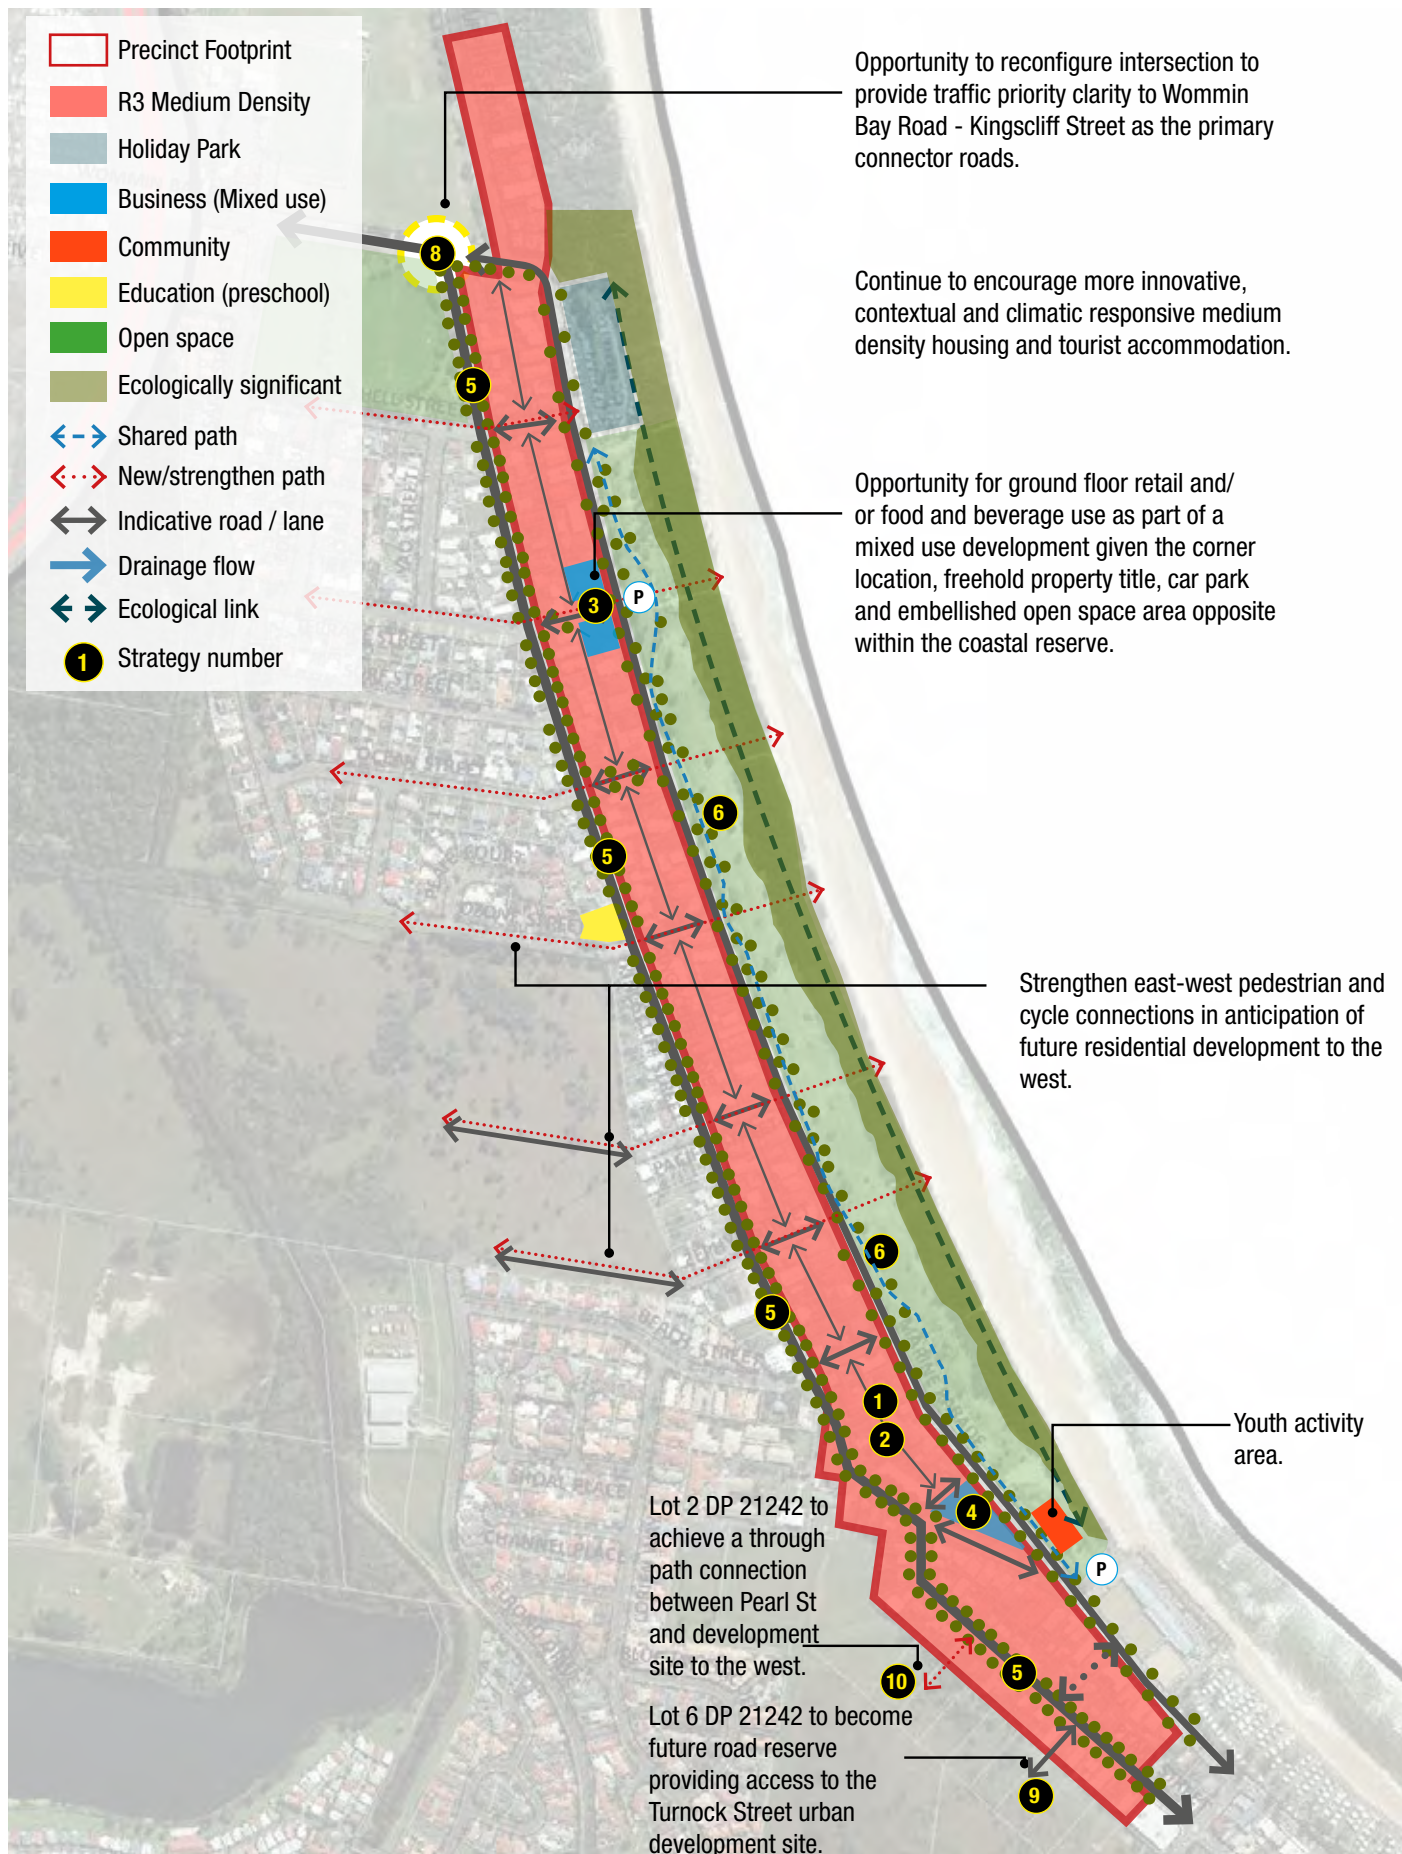 Precinct Footprint
R3 Medium Density
Holiday Park
Business (Mixed use)
Community
Education (preschool)
Open space
Ecologically significant
Shared path
New/strengthen path
Indicative road / lane
Drainage flow
Ecological link
1 Strategy number
Opportunity to reconfigure intersection to
provide traffic priority clarity to Wommin
Bay Road - Kingscliff Street as the primary
connector roads.
Continue to encourage more innovative,
contextual and climatic responsive medium
density housing and tourist accommodation.
Opportunity for ground floor retail and/
or food and beverage use as part of a
mixed use development given the corner
location, freehold property title, car park
and embellished open space area opposite
within the coastal reserve.
Strengthen east-west pedestrian and
cycle connections in anticipation of
future residential development to the
west.
Youth activity
area.
Lot 2 DP 21242 to
achieve a through
path connection
between Pearl St
and development
site to the west.
Lot 6 DP 21242 to become
future road reserve
providing access to the
Turnock Street urban
development site.
8
5
3
P
6
5
6
5
1
2
4
P
5
10
9
BEACH STREET
SHOAL PLACE
CHANNEL PLACE